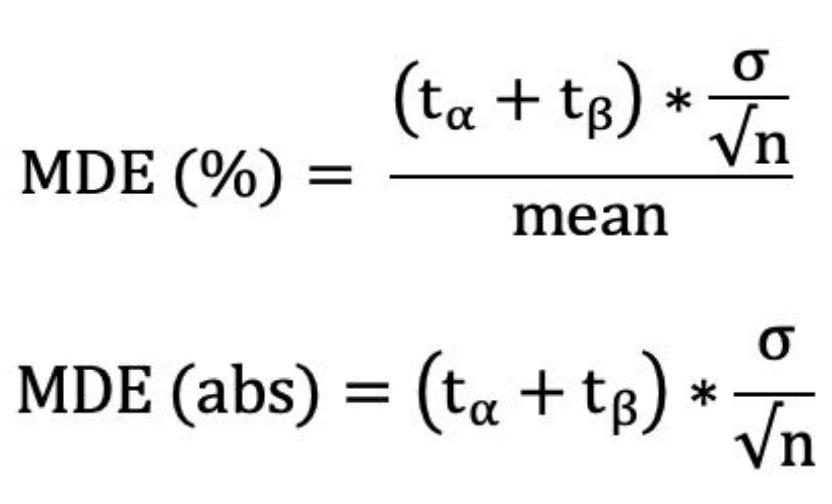 MDE (%) = (tα + tβ) * σ/√n / mean
MDE (abs) = (tα + tβ) * σ/√n